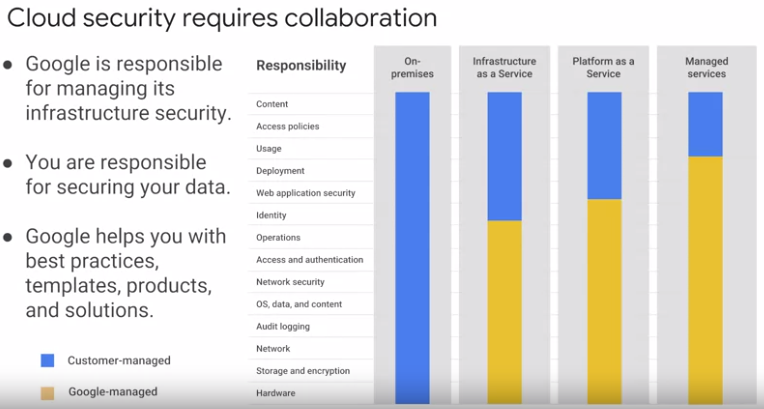 Cloud security requires collaboration
● Google is responsible
for managing its
infrastructure security.
● You are responsible
for securing your data.
● Google helps you with
best practices,
templates, products,
and solutions.
Customer-managed
Google-managed
Responsibility
On-
premises
Infrastructure
as a Service
Platform as a
Service
Managed
services
Content
Access policies
Usage
Deployment
Web application security
Identity
Operations
Access and authentication
Network security
OS, data, and content
Audit logging
Network
Storage and encryption
Hardware